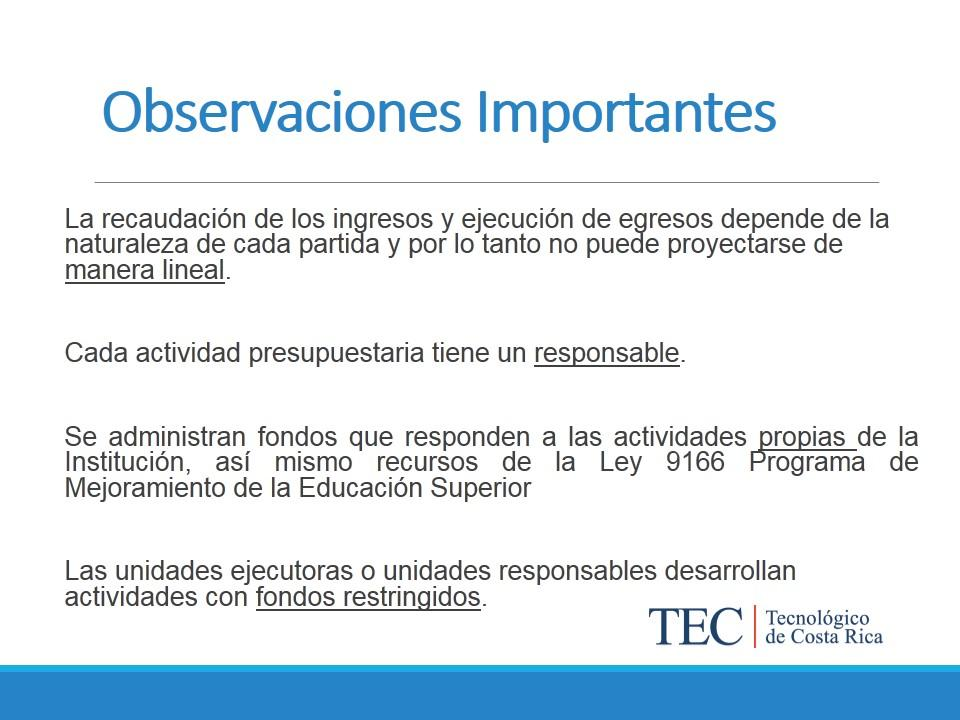 Observaciones Importantes
La recaudación de los ingresos y ejecución de egresos depende de la
naturaleza de cada partida y por lo tanto no puede proyectarse de
manera lineal.
Cada actividad presupuestaria tiene un responsable.
Se administran fondos que responden a las actividades propias de la
Institución, así mismo recursos de la Ley 9166 Programa de
Mejoramiento de la Educación Superior
Las unidades ejecutoras o unidades responsables desarrollan
actividades con fondos restringidos.
TEC
Tecnológico
de Costa Rica